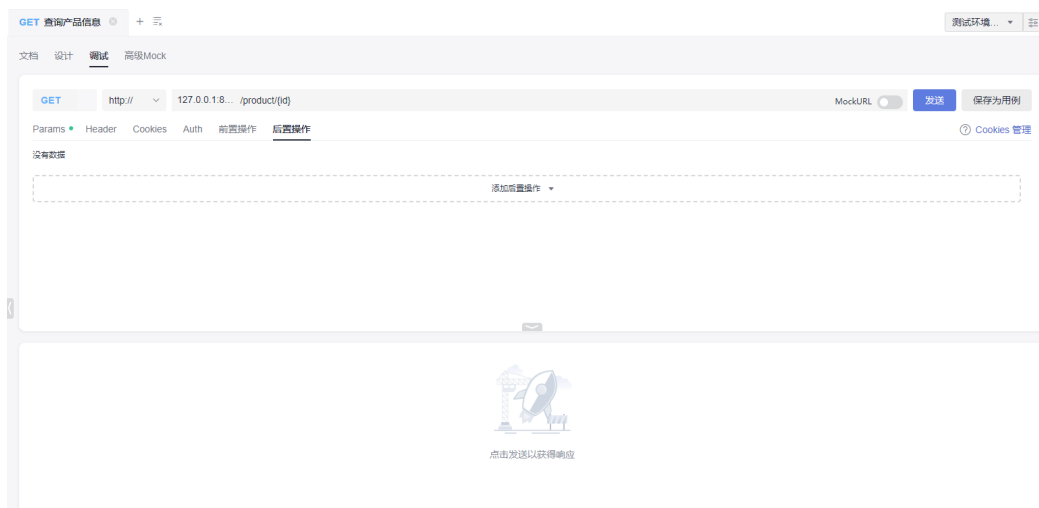 GET 查询产品信息
测试环境...
文档 设计 调试 高级Mock
GET http:// 127.0.0.1:8... /product/{id} MockURL 发送 保存为用例
Params Header Cookies Auth 前置操作 后置操作 Cookies 管理
没有数据
添加后置操作
点击发送以获得响应